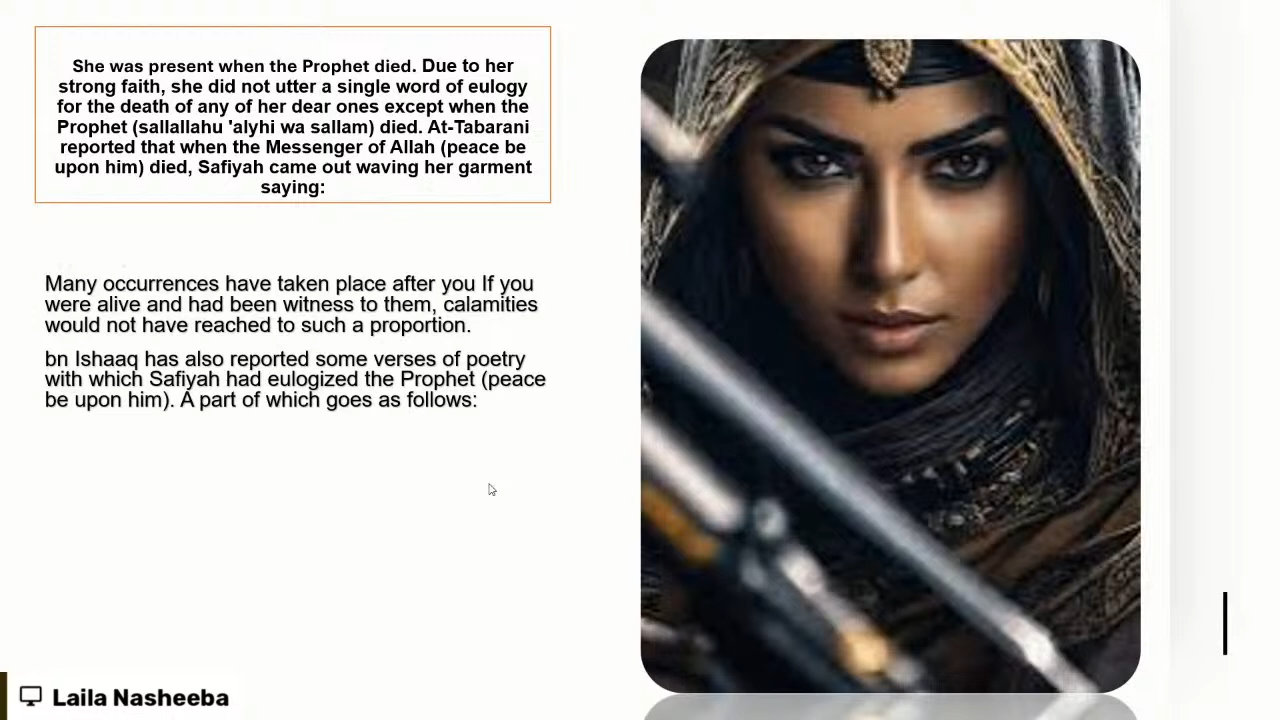 She was present when the Prophet died. Due to her
strong faith, she did not utter a single word of eulogy
for the death of any of her dear ones except when the
Prophet (sallallahu 'alyhi wa sallam) died. At-Tabarani
reported that when the Messenger of Allah (peace be
upon him) died, Safiyah came out waving her garment
saying:
Many occurrences have taken place after you If you
were alive and had been witness to them, calamities
would not have reached to such a proportion.
bn Ishaaq has also reported some verses of poetry
with which Safiyah had eulogized the Prophet (peace
be upon him). A part of which goes as follows:
Laila Nasheeba